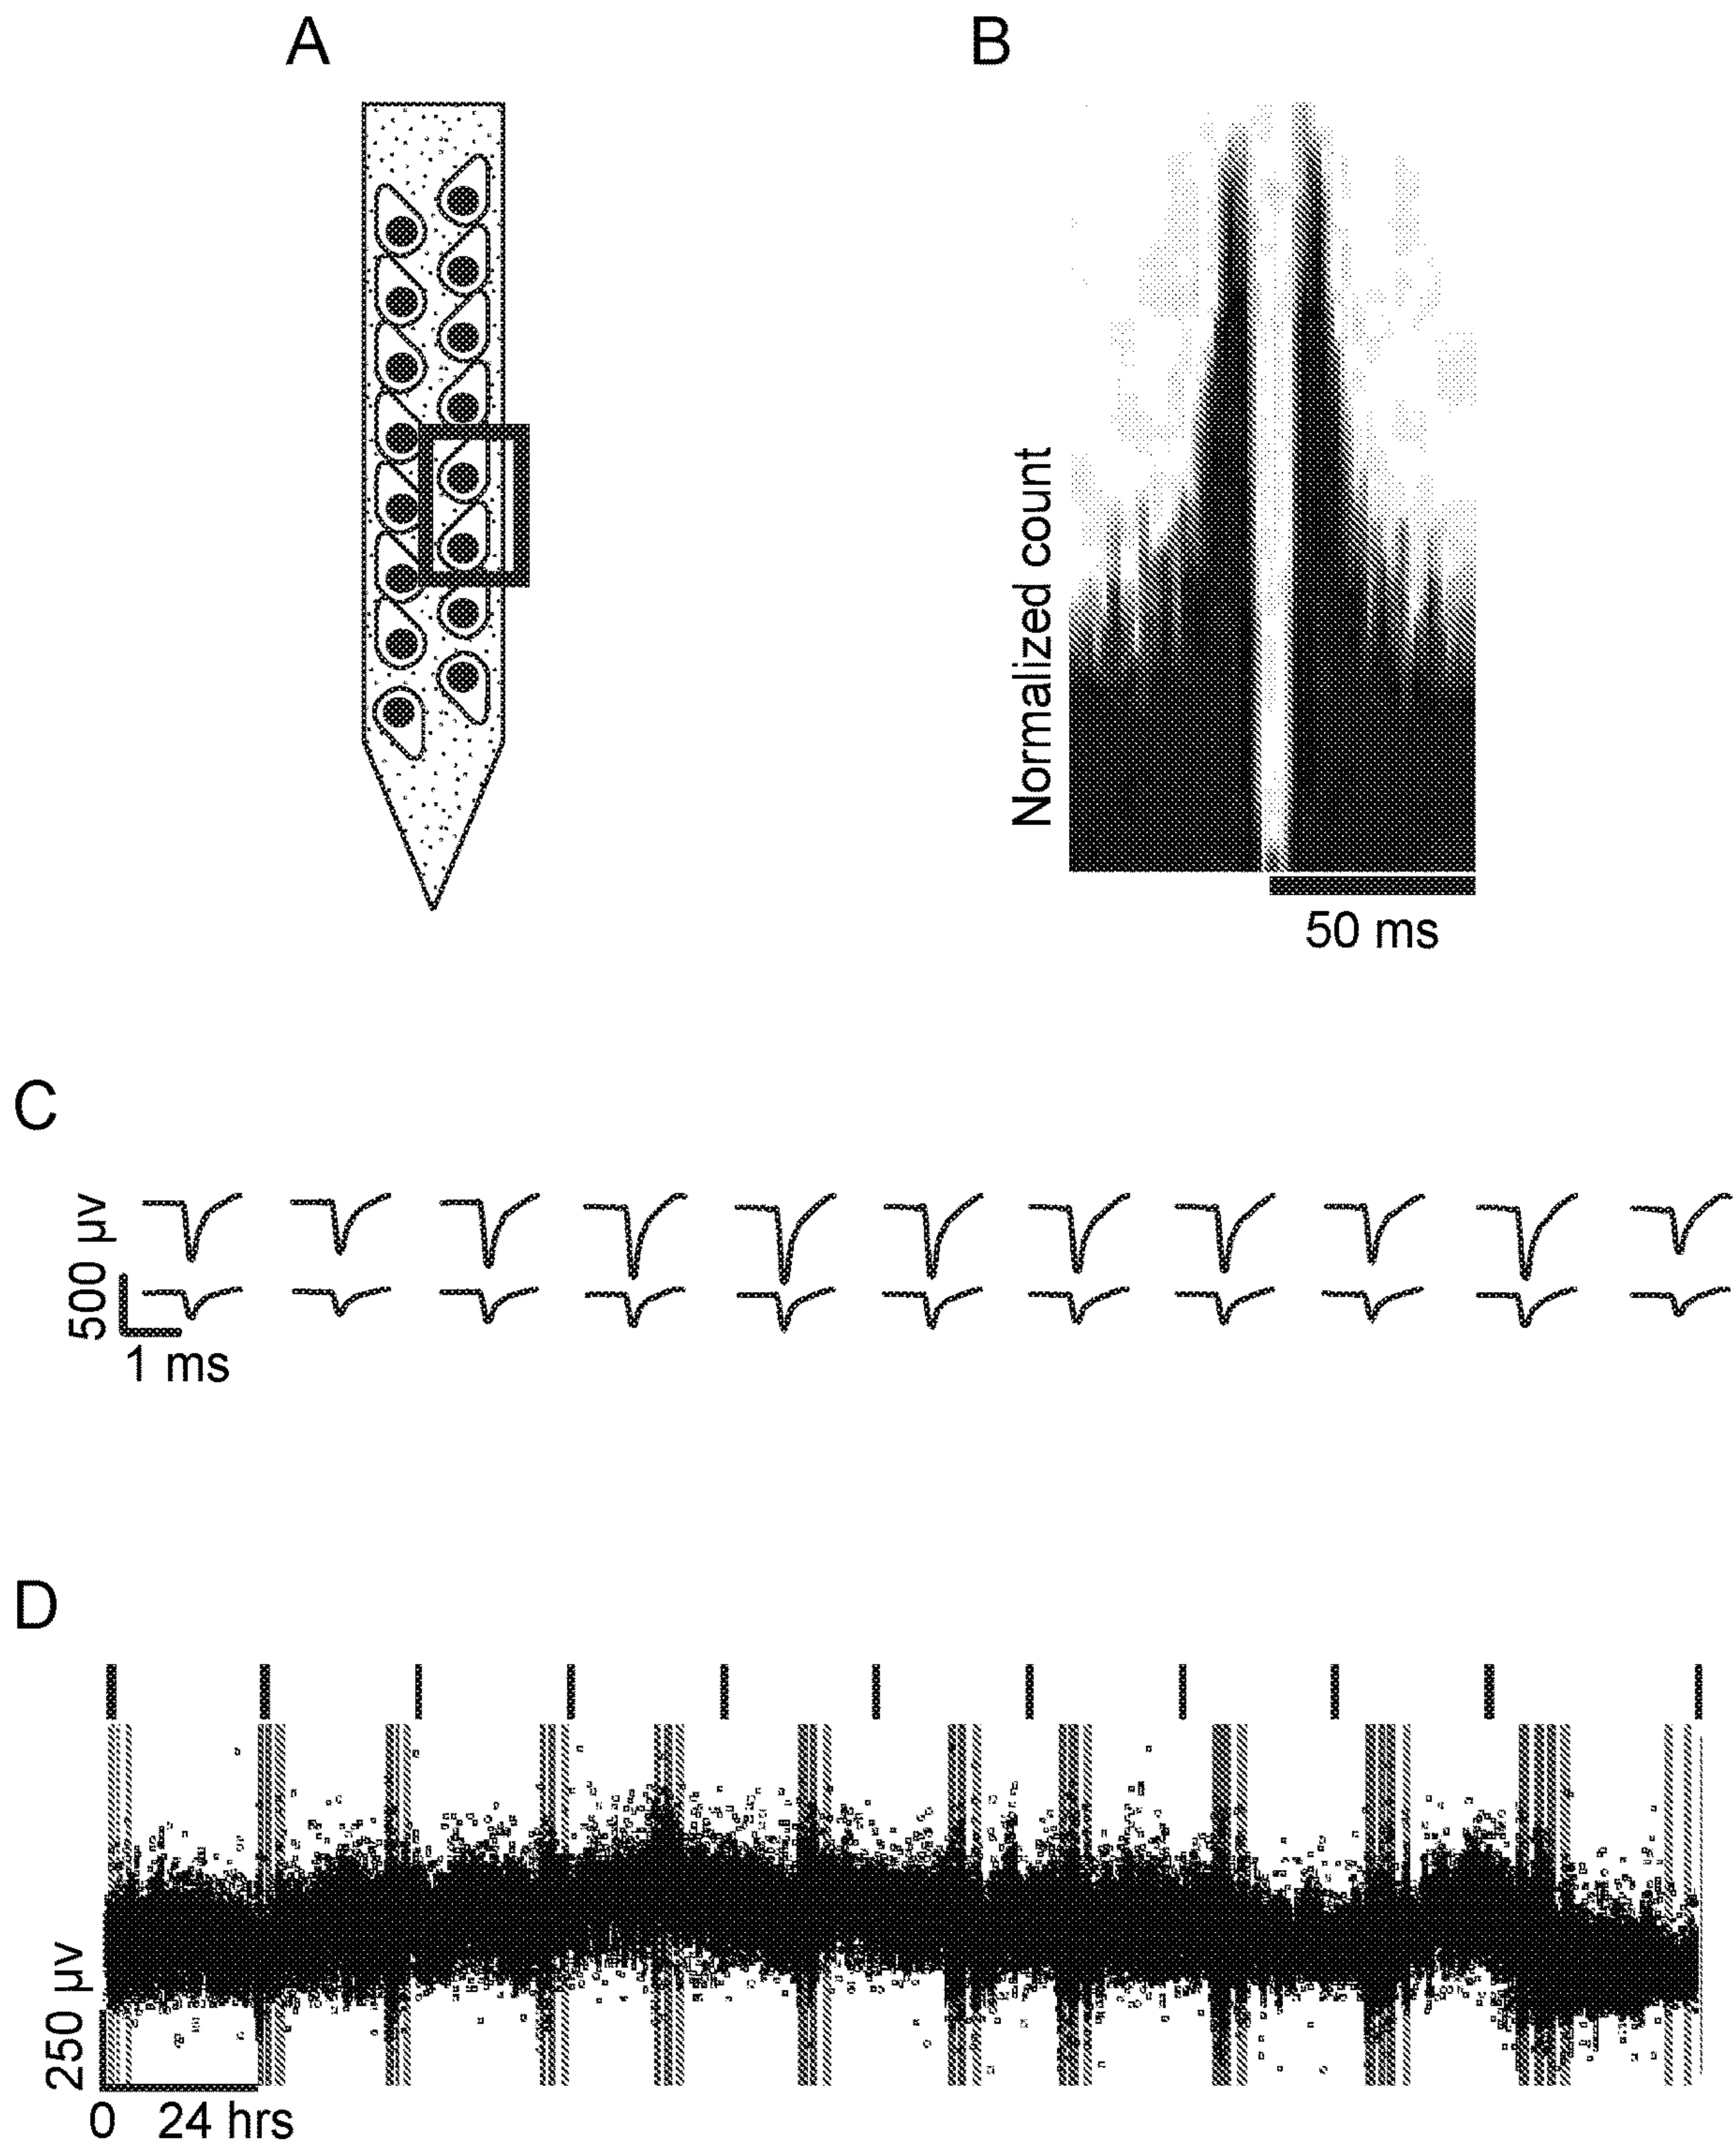 A
B
Normalized count
50 ms
C
500 μv
1 ms
D
250 μv
0 24 hrs